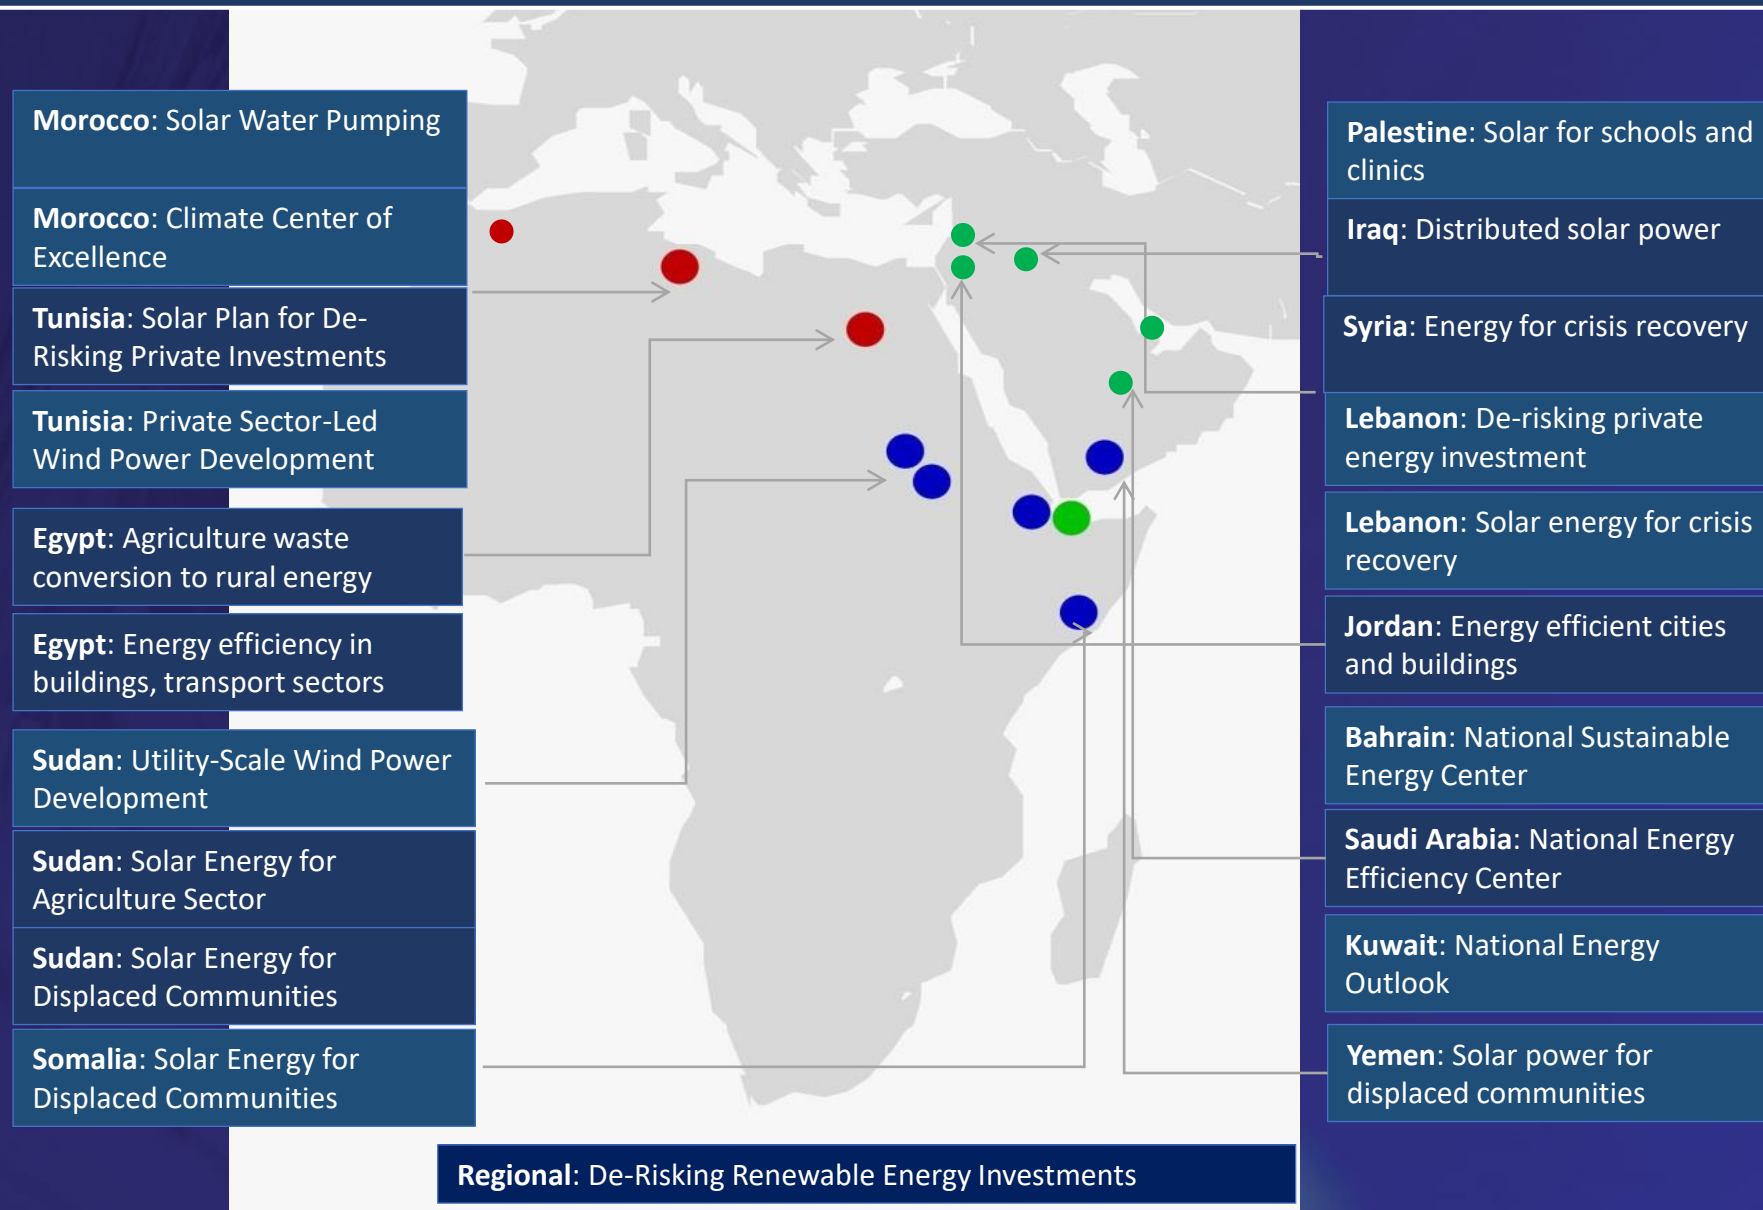 Morocco: Solar Water Pumping
Morocco: Climate Center of
Excellence
Tunisia: Solar Plan for De-
Risking Private Investments
Tunisia: Private Sector-Led
Wind Power Development
Egypt: Agriculture waste
conversion to rural energy
Egypt: Energy efficiency in
buildings, transport sectors
Sudan: Utility-Scale Wind Power
Development
Sudan: Solar Energy for
Agriculture Sector
Sudan: Solar Energy for
Displaced Communities
Somalia: Solar Energy for
Displaced Communities
Palestine: Solar for schools and
clinics
Iraq: Distributed solar power
Syria: Energy for crisis recovery
Lebanon: De-risking private
energy investment
Lebanon: Solar energy for crisis
recovery
Jordan: Energy efficient cities
and buildings
Bahrain: National Sustainable
Energy Center
Saudi Arabia: National Energy
Efficiency Center
Kuwait: National Energy
Outlook
Yemen: Solar power for
displaced communities
Regional: De-Risking Renewable Energy Investments